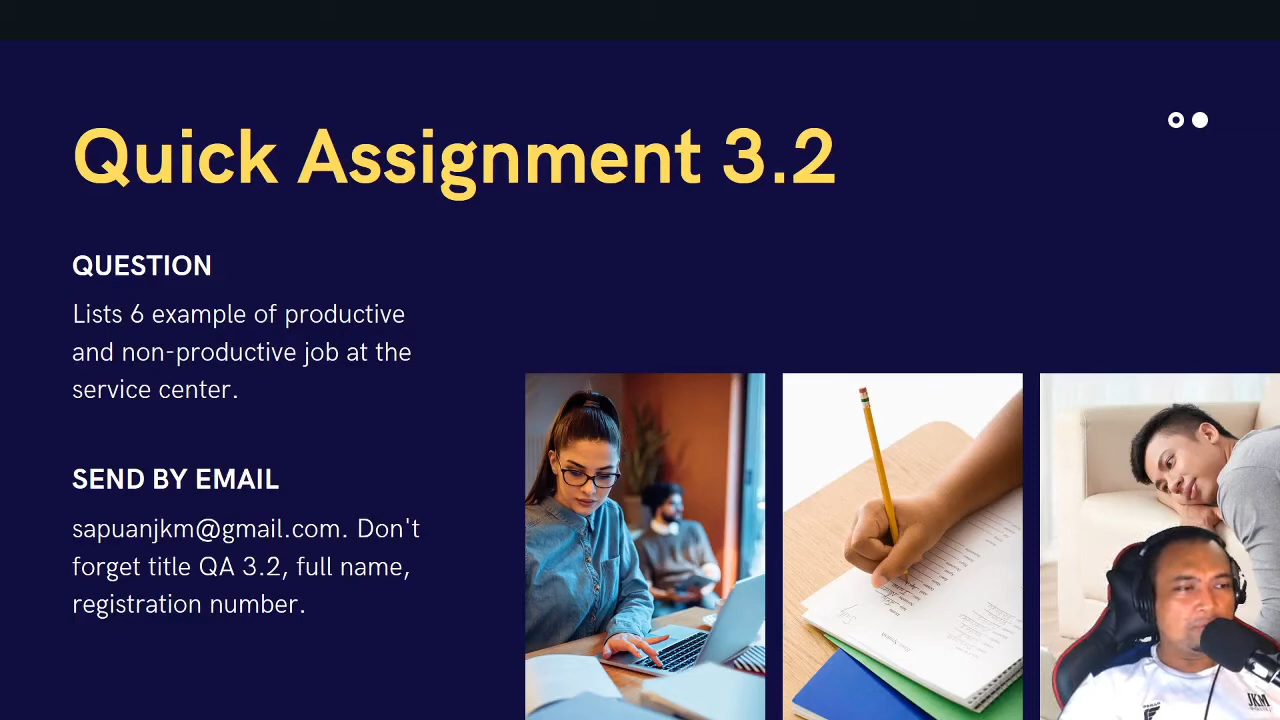 Quick Assignment 3.2
QUESTION
Lists 6 example of productive
and non-productive job at the
service center.
SEND BY EMAIL
sapuanjkm@gmail.com. Don't
forget title QA 3.2, full name,
registration number.
JKM